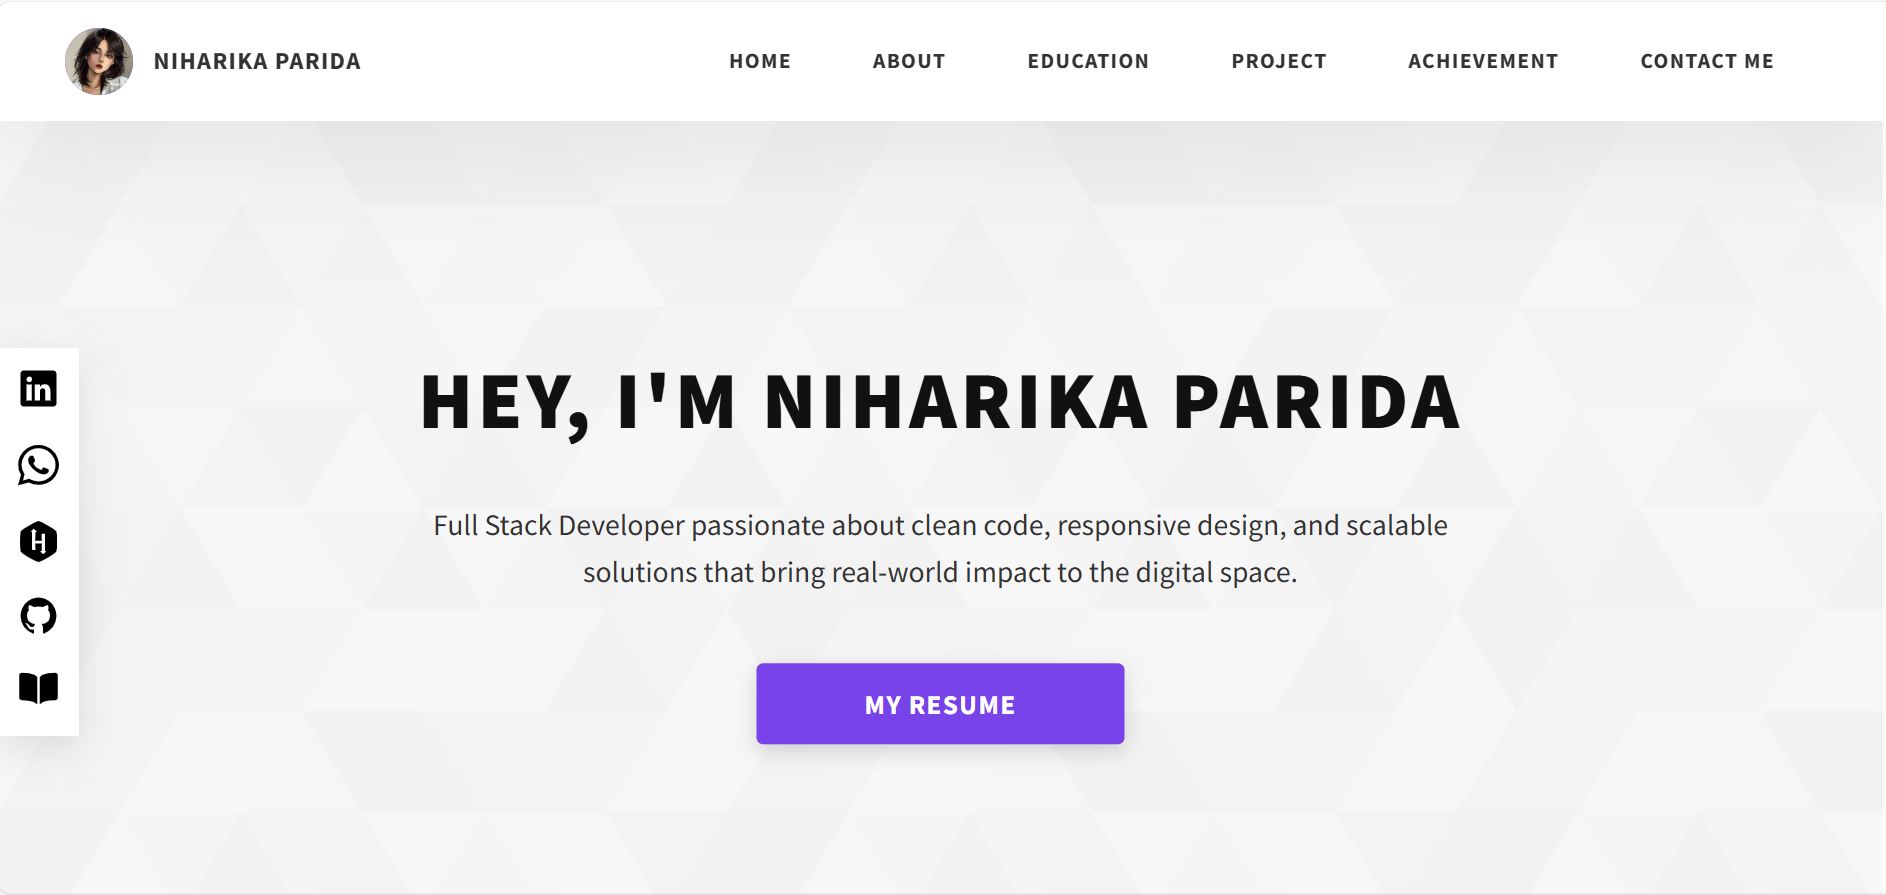 NIHARIKA PARIDA
HOME ABOUT EDUCATION PROJECT ACHIEVEMENT CONTACT ME
HEY, I'M NIHARIKA PARIDA
Full Stack Developer passionate about clean code, responsive design, and scalable
solutions that bring real-world impact to the digital space.
MY RESUME
in
H